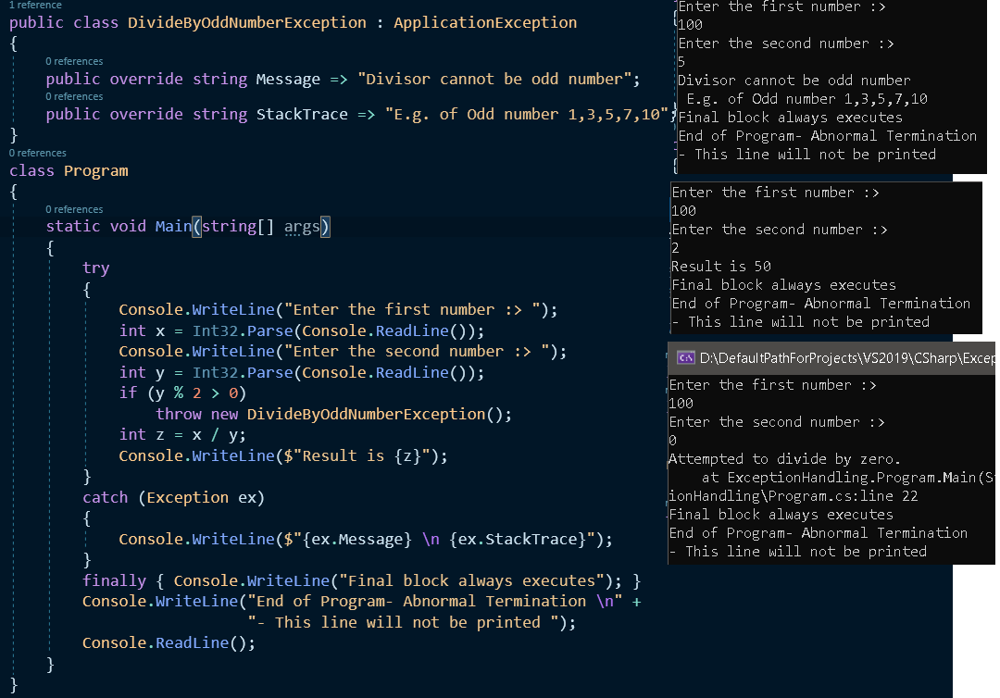 1 reference
public class DivideByOddNumberException : ApplicationException
{
0 references
public override string Message => "Divisor cannot be odd number";
0 references
public override string StackTrace => "E.g. of Odd number 1,3,5,7,10";
}
0 references
class Program
{
0 references
static void Main(string[] args)
{
try
{
Console.WriteLine("Enter the first number :> ");
int x = Int32.Parse(Console.ReadLine());
Console.WriteLine("Enter the second number :> ");
int y = Int32.Parse(Console.ReadLine());
if (y % 2 > 0)
throw new DivideByOddNumberException();
int z = x / y;
Console.WriteLine($"Result is {z}");
}
catch (Exception ex)
{
Console.WriteLine($"{ex.Message} \n {ex.StackTrace}");
}
finally { Console.WriteLine("Final block always executes"); }
Console.WriteLine("End of Program- Abnormal Termination \n" +
"- This line will not be printed ");
Console.ReadLine();
}
}
Enter the first number :>
100
Enter the second number :>
5
Divisor cannot be odd number
E.g. of Odd number 1,3,5,7,10
Final block always executes
End of Program- Abnormal Termination
- This line will not be printed
Enter the first number :>
100
Enter the second number :>
2
Result is 50
Final block always executes
End of Program- Abnormal Termination
- This line will not be printed
C:\ D:\DefaultPathForProjects\VS2019\CSharp\Excep
Enter the first number :>
100
Enter the second number :>
0
Attempted to divide by zero.
at ExceptionHandling.Program.Main(St
ionHandling\Program.cs:line 22
Final block always executes
End of Program- Abnormal Termination
- This line will not be printed